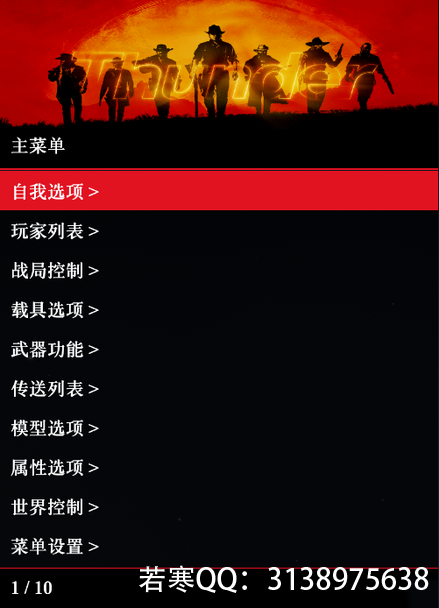 Thunder
主菜单
自我选项 >
玩家列表 >
战局控制 >
载具选项 >
武器功能 >
传送列表 >
模型选项 >
属性选项 >
世界控制 >
菜单设置 >
1 / 10
若寒QQ：3138975638